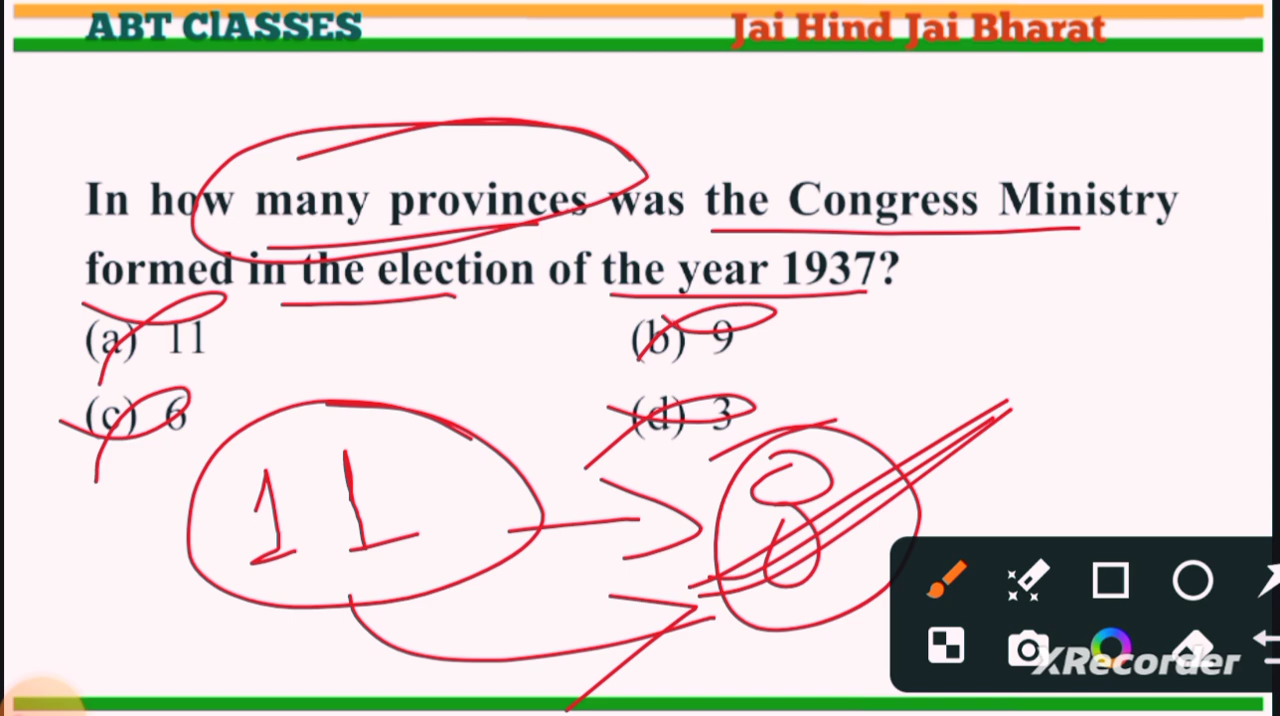 ABT ClASSES Jai Hind Jai Bharat
In how many provinces was the Congress Ministry
formed in the election of the year 1937?
(a) 11 (b) 9
(c) 6 (d) 3
11 8
XRecorder